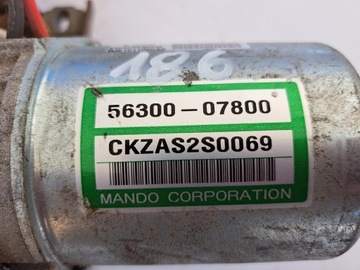 186
56300-07800
CKZAS2S0069
MANDO CORPORATION